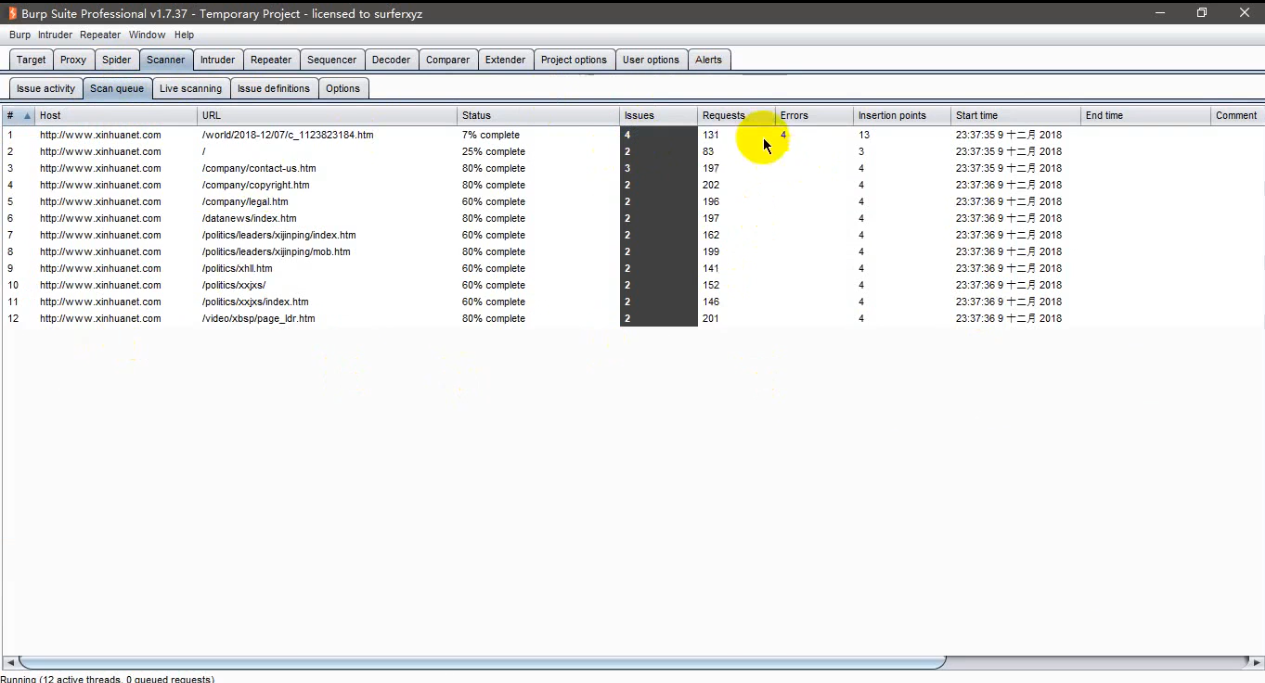 Burp Suite Professional v1.7.37 - Temporary Project - licensed to surferxyz
Burp Intruder Repeater Window Help
Target Proxy Spider Scanner Intruder Repeater Sequencer Decoder Comparer Extender Project options User options Alerts
Issue activity Scan queue Live scanning Issue definitions Options
# Host URL Status Issues Requests Errors Insertion points Start time End time Comment
1 http://www.xinhuanet.com /world/2018-12/07/c_1123823184.htm 7% complete 4 131 4 13 23:37:35 9 十二月 2018
2 http://www.xinhuanet.com / 25% complete 2 83 3 23:37:35 9 十二月 2018
3 http://www.xinhuanet.com /company/contact-us.htm 80% complete 3 197 4 23:37:36 9 十二月 2018
4 http://www.xinhuanet.com /company/copyright.htm 80% complete 2 202 4 23:37:36 9 十二月 2018
5 http://www.xinhuanet.com /company/legal.htm 60% complete 2 196 4 23:37:36 9 十二月 2018
6 http://www.xinhuanet.com /datanews/index.htm 80% complete 2 197 4 23:37:36 9 十二月 2018
7 http://www.xinhuanet.com /politics/leaders/xijinping/index.htm 60% complete 2 162 4 23:37:36 9 十二月 2018
8 http://www.xinhuanet.com /politics/leaders/xijinping/mob.htm 80% complete 2 199 4 23:37:36 9 十二月 2018
9 http://www.xinhuanet.com /politics/xhll.htm 60% complete 2 141 4 23:37:36 9 十二月 2018
10 http://www.xinhuanet.com /politics/xxjxs/ 60% complete 2 152 4 23:37:36 9 十二月 2018
11 http://www.xinhuanet.com /politics/xxjxs/index.htm 60% complete 2 146 4 23:37:36 9 十二月 2018
12 http://www.xinhuanet.com /video/xbsp/page_ldr.htm 80% complete 2 201 4 23:37:36 9 十二月 2018
Running (12 active threads, 0 queued requests)